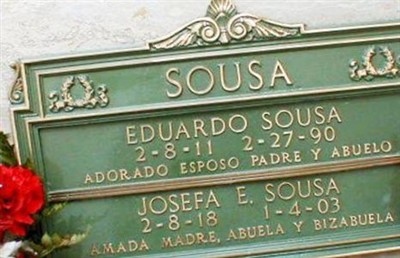 SOUSA
EDUARDO SOUSA
2-8-11 2-27-90
ADORADO ESPOSO PADRE Y ABUELO
JOSEFA E. SOUSA
2-8-18 1-4-03
AMADA MADRE, ABUELA Y BIZABUELA